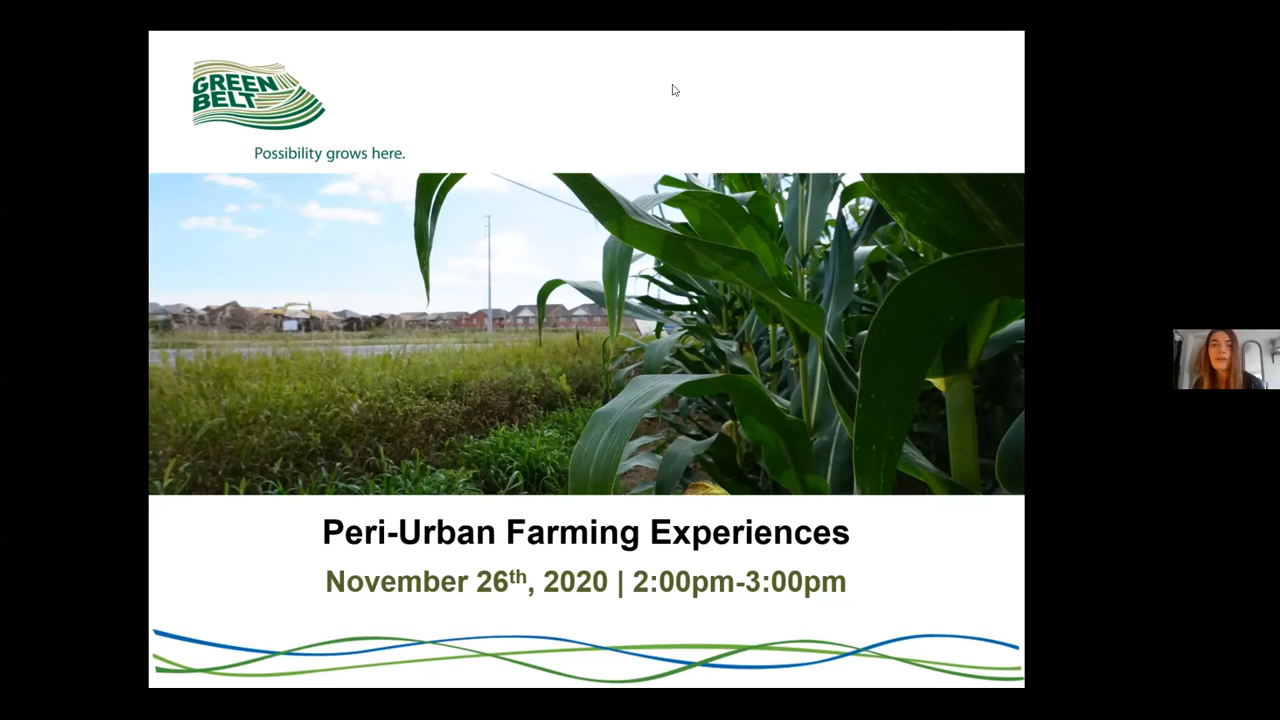 GREEN
BELT
Possibility grows here.
Peri-Urban Farming Experiences
November 26th, 2020 | 2:00pm-3:00pm